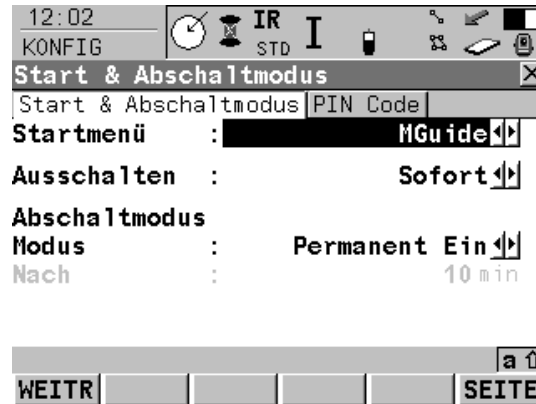 12:02
KONFIG
IR
STD
I
Start & Abschaltmodus
Start & Abschaltmodus PIN Code
Startmenü : MGuide
Ausschalten : Sofort
Abschaltmodus
Modus : Permanent Ein
Nach : 10 min
a
WEITR SEITE